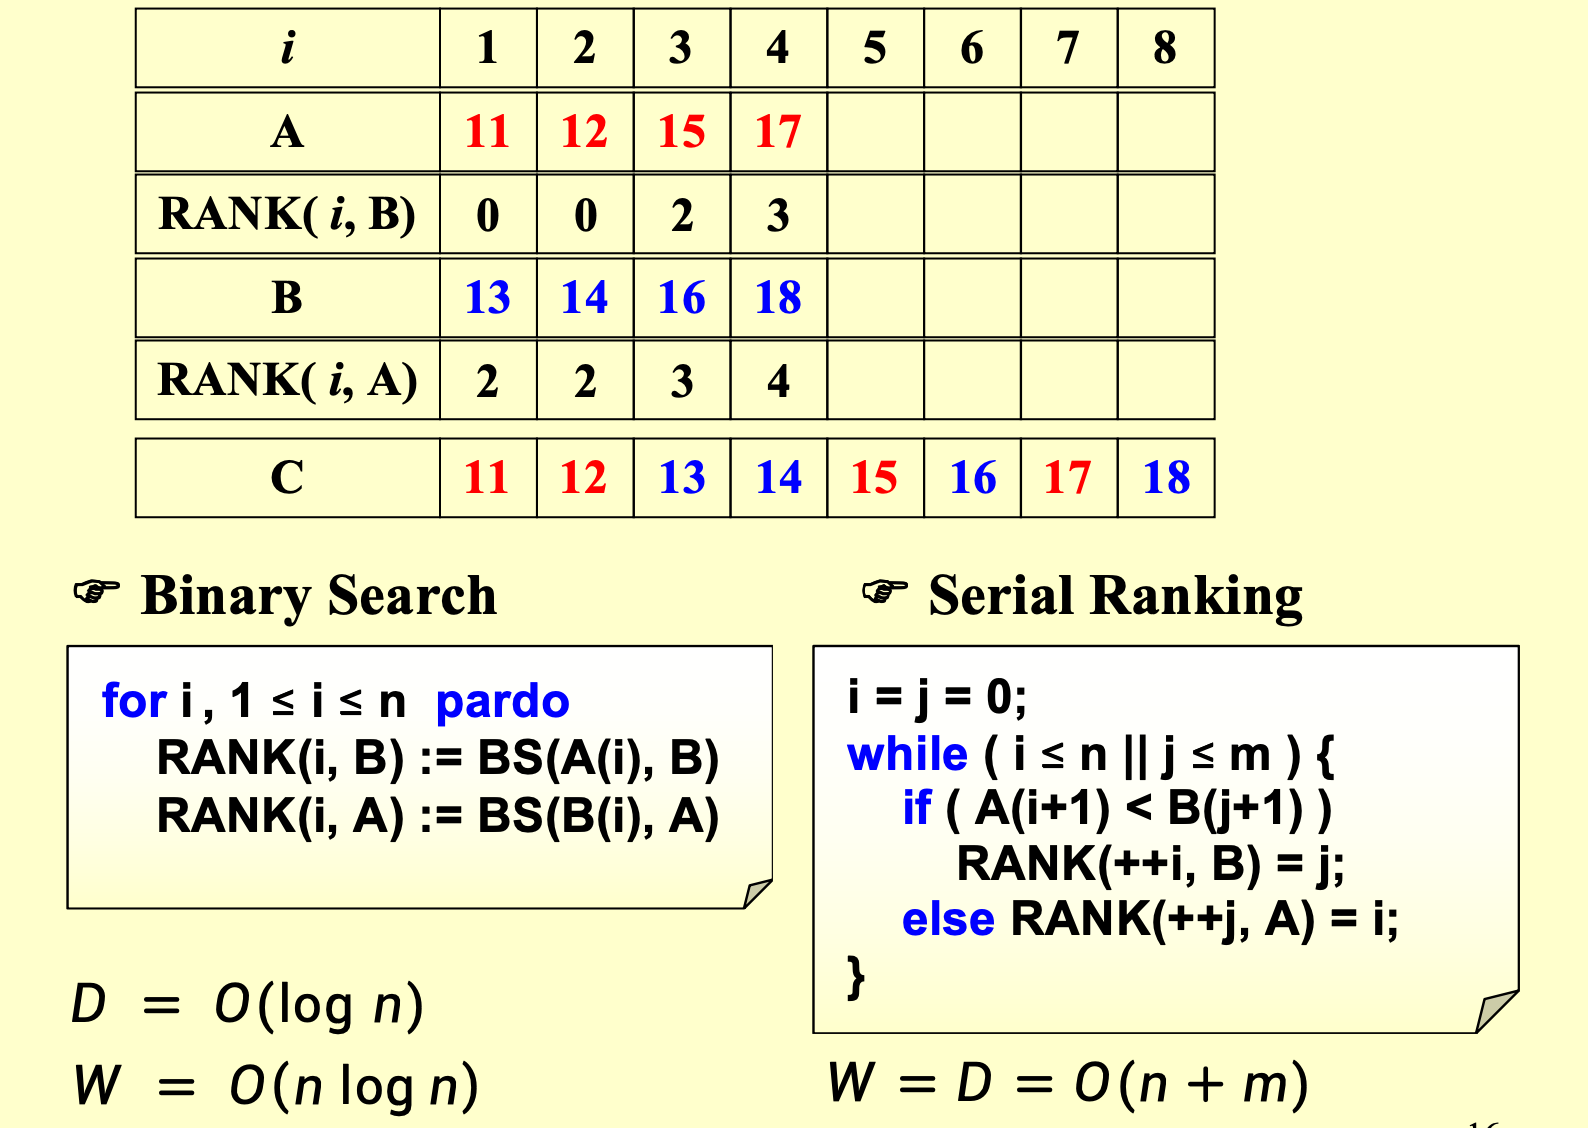 i 1 2 3 4 5 6 7 8
A 11 12 15 17
RANK( i, B) 0 0 2 3
B 13 14 16 18
RANK( i, A) 2 2 3 4
C 11 12 13 14 15 16 17 18
☞ Binary Search
for i , 1 ≤ i ≤ n pardo
RANK(i, B) := BS(A(i), B)
RANK(i, A) := BS(B(i), A)
D = O(log n)
W = O(n log n)
☞ Serial Ranking
i = j = 0;
while ( i ≤ n || j ≤ m ) {
if ( A(i+1) < B(j+1) )
RANK(++i, B) = j;
else RANK(++j, A) = i;
}
W = D = O(n + m)